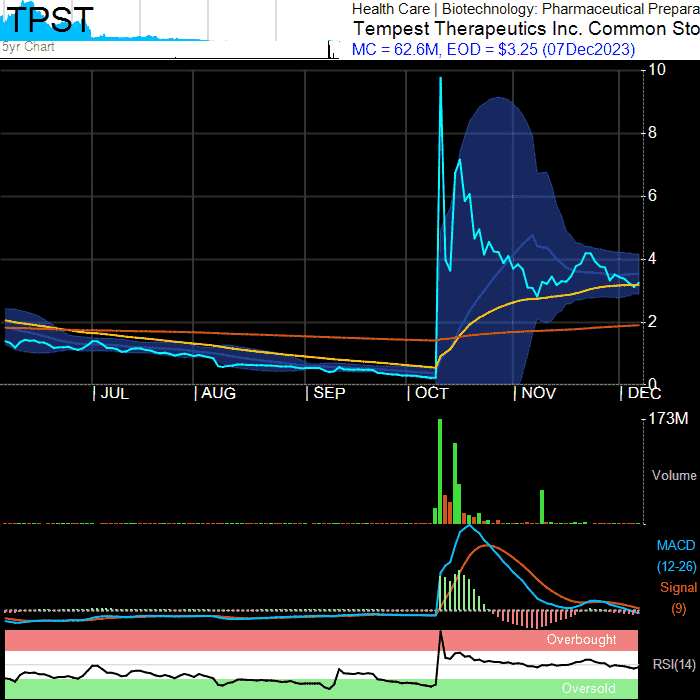 TPST
5yr Chart
Health Care | Biotechnology: Pharmaceutical Prepara
Tempest Therapeutics Inc. Common Sto
MC = 62.6M, EOD = $3.25 (07Dec2023)
10
8
6
4
2
0
JUL AUG SEP OCT NOV DEC
173M
Volume
MACD
(12-26)
Signal
(9)
Overbought
RSI(14)
Oversold